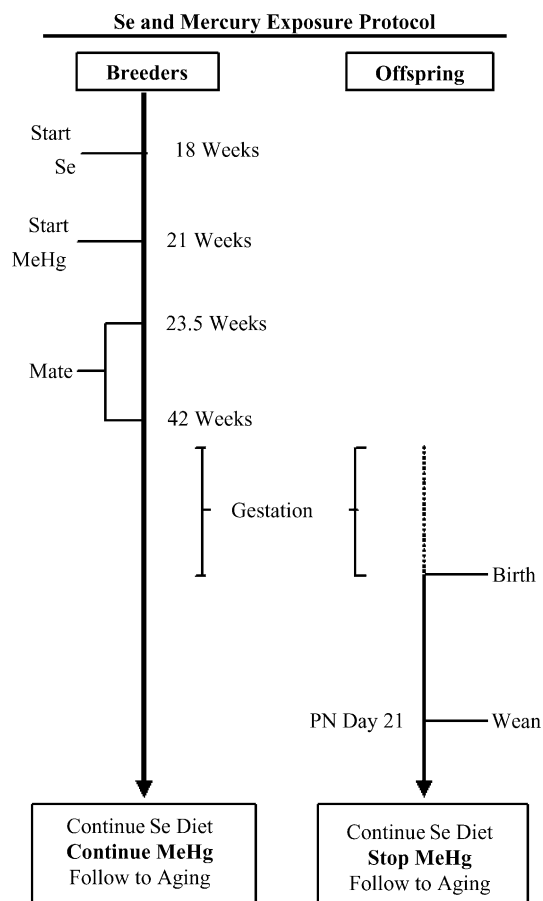 Se and Mercury Exposure Protocol
Breeders
Offspring
Start
Se
18 Weeks
Start
MeHg
21 Weeks
23.5 Weeks
Mate
42 Weeks
Gestation
Birth
PN Day 21
Wean
Continue Se Diet
Continue MeHg
Follow to Aging
Continue Se Diet
Stop MeHg
Follow to Aging